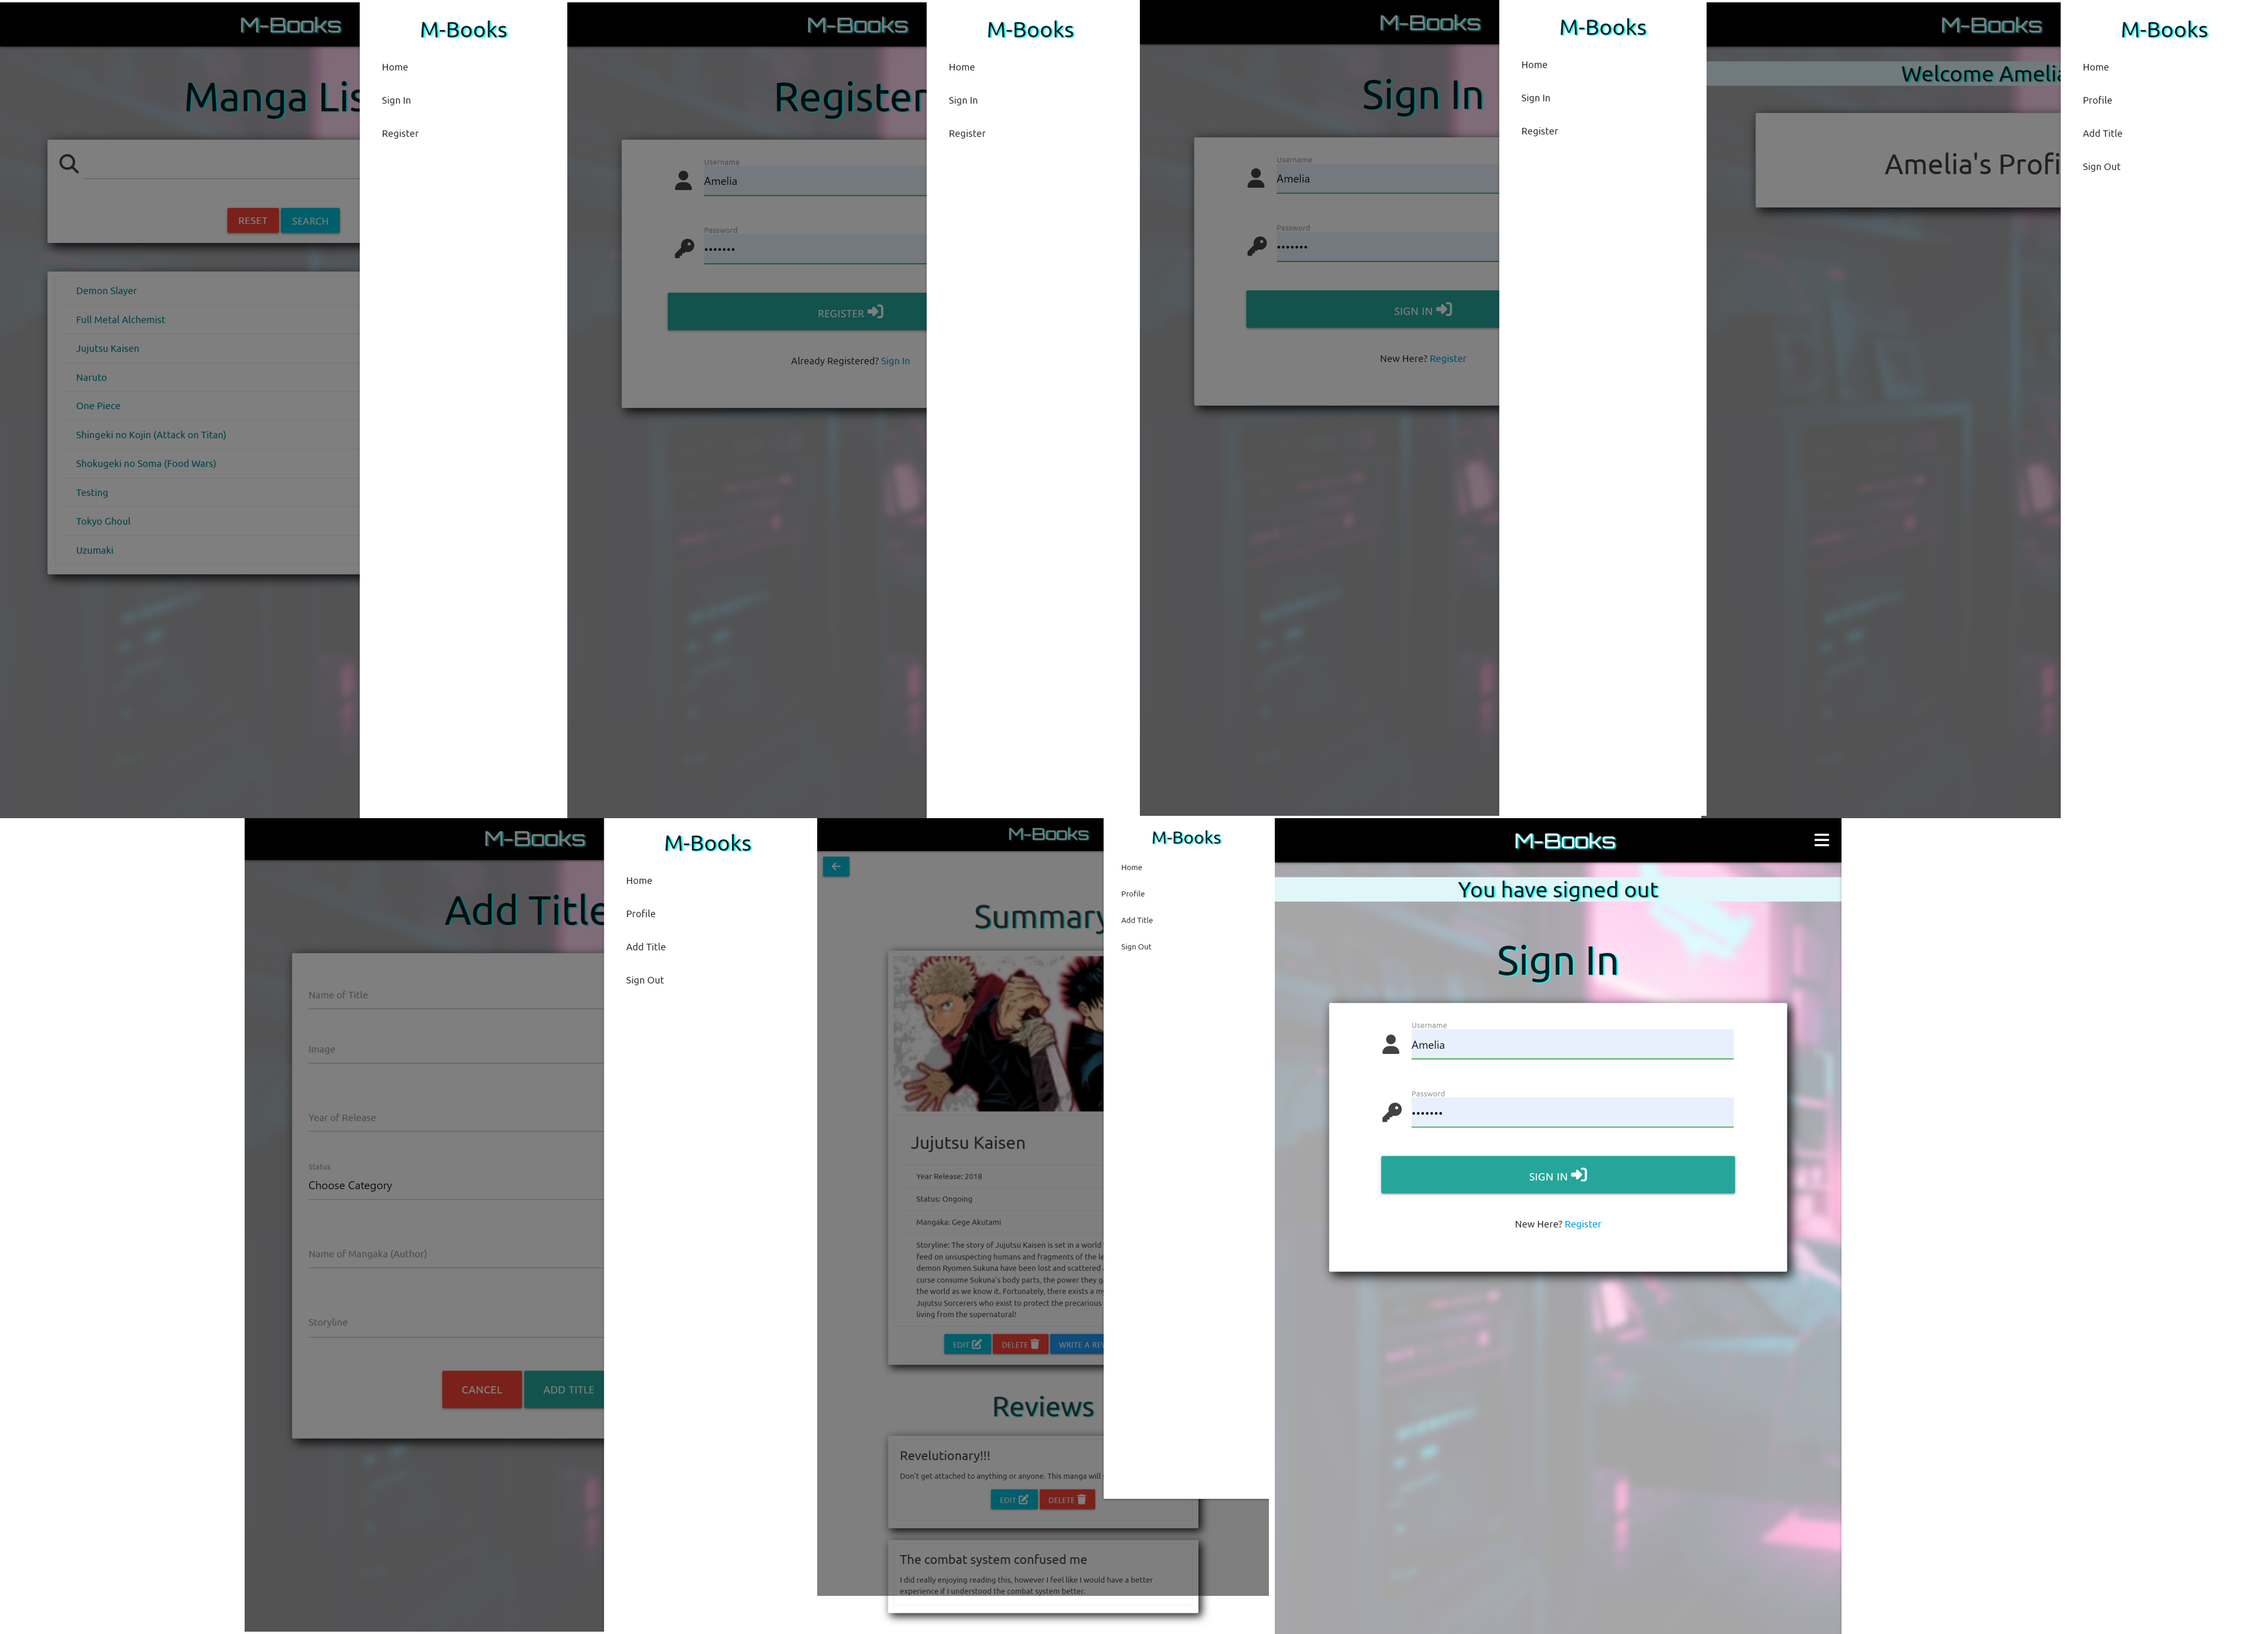 M-Books
Manga Lis
RESET
SEARCH
Demon Slayer
Full Metal Alchemist
Jujutsu Kaisen
Naruto
One Piece
Shingeki no Kojin (Attack on Titan)
Shokugeki no Soma (Food Wars)
Testing
Tokyo Ghoul
Uzumaki
M-Books
Home
Sign In
Register
M-Books
Register
Username
Amelia
Password
•••••••
REGISTER
Already Registered? Sign In
M-Books
Home
Sign In
Register
M-Books
Sign In
Username
Amelia
Password
•••••••
SIGN IN
New Here? Register
M-Books
Home
Sign In
Register
M-Books
Welcome Amelia
Amelia's Profi
M-Books
Home
Profile
Add Title
Sign Out
M-Books
Add Title
Name of Title
Image
Year of Release
Status
Choose Category
Name of Mangaka (Author)
Storyline
CANCEL
ADD TITLE
M-Books
Home
Profile
Add Title
Sign Out
M-Books
Summary
Jujutsu Kaisen
Year Release: 2018
Status: Ongoing
Mangaka: Gege Akutami
Storyline: The story of Jujutsu Kaisen is set in a world
feed on unsuspecting humans and fragments of the le
demon Ryomen Sukuna have been lost and scattered
curse consume Sukuna's body parts, the power they g
the world as we know it. Fortunately, there exists a m
Jujutsu Sorcerers who exist to protect the precarious
living from the supernatural!
EDIT
DELETE
WRITE A REV
Reviews
Revelutionary!!!
Don't get attached to anything or anyone. This manga will
EDIT
DELETE
The combat system confused me
I did really enjoying reading this, however I feel like I would have a better
experience if I understood the combat system better.
M-Books
Home
Profile
Add Title
Sign Out
M-Books
You have signed out
Sign In
Username
Amelia
Password
•••••••
SIGN IN
New Here? Register